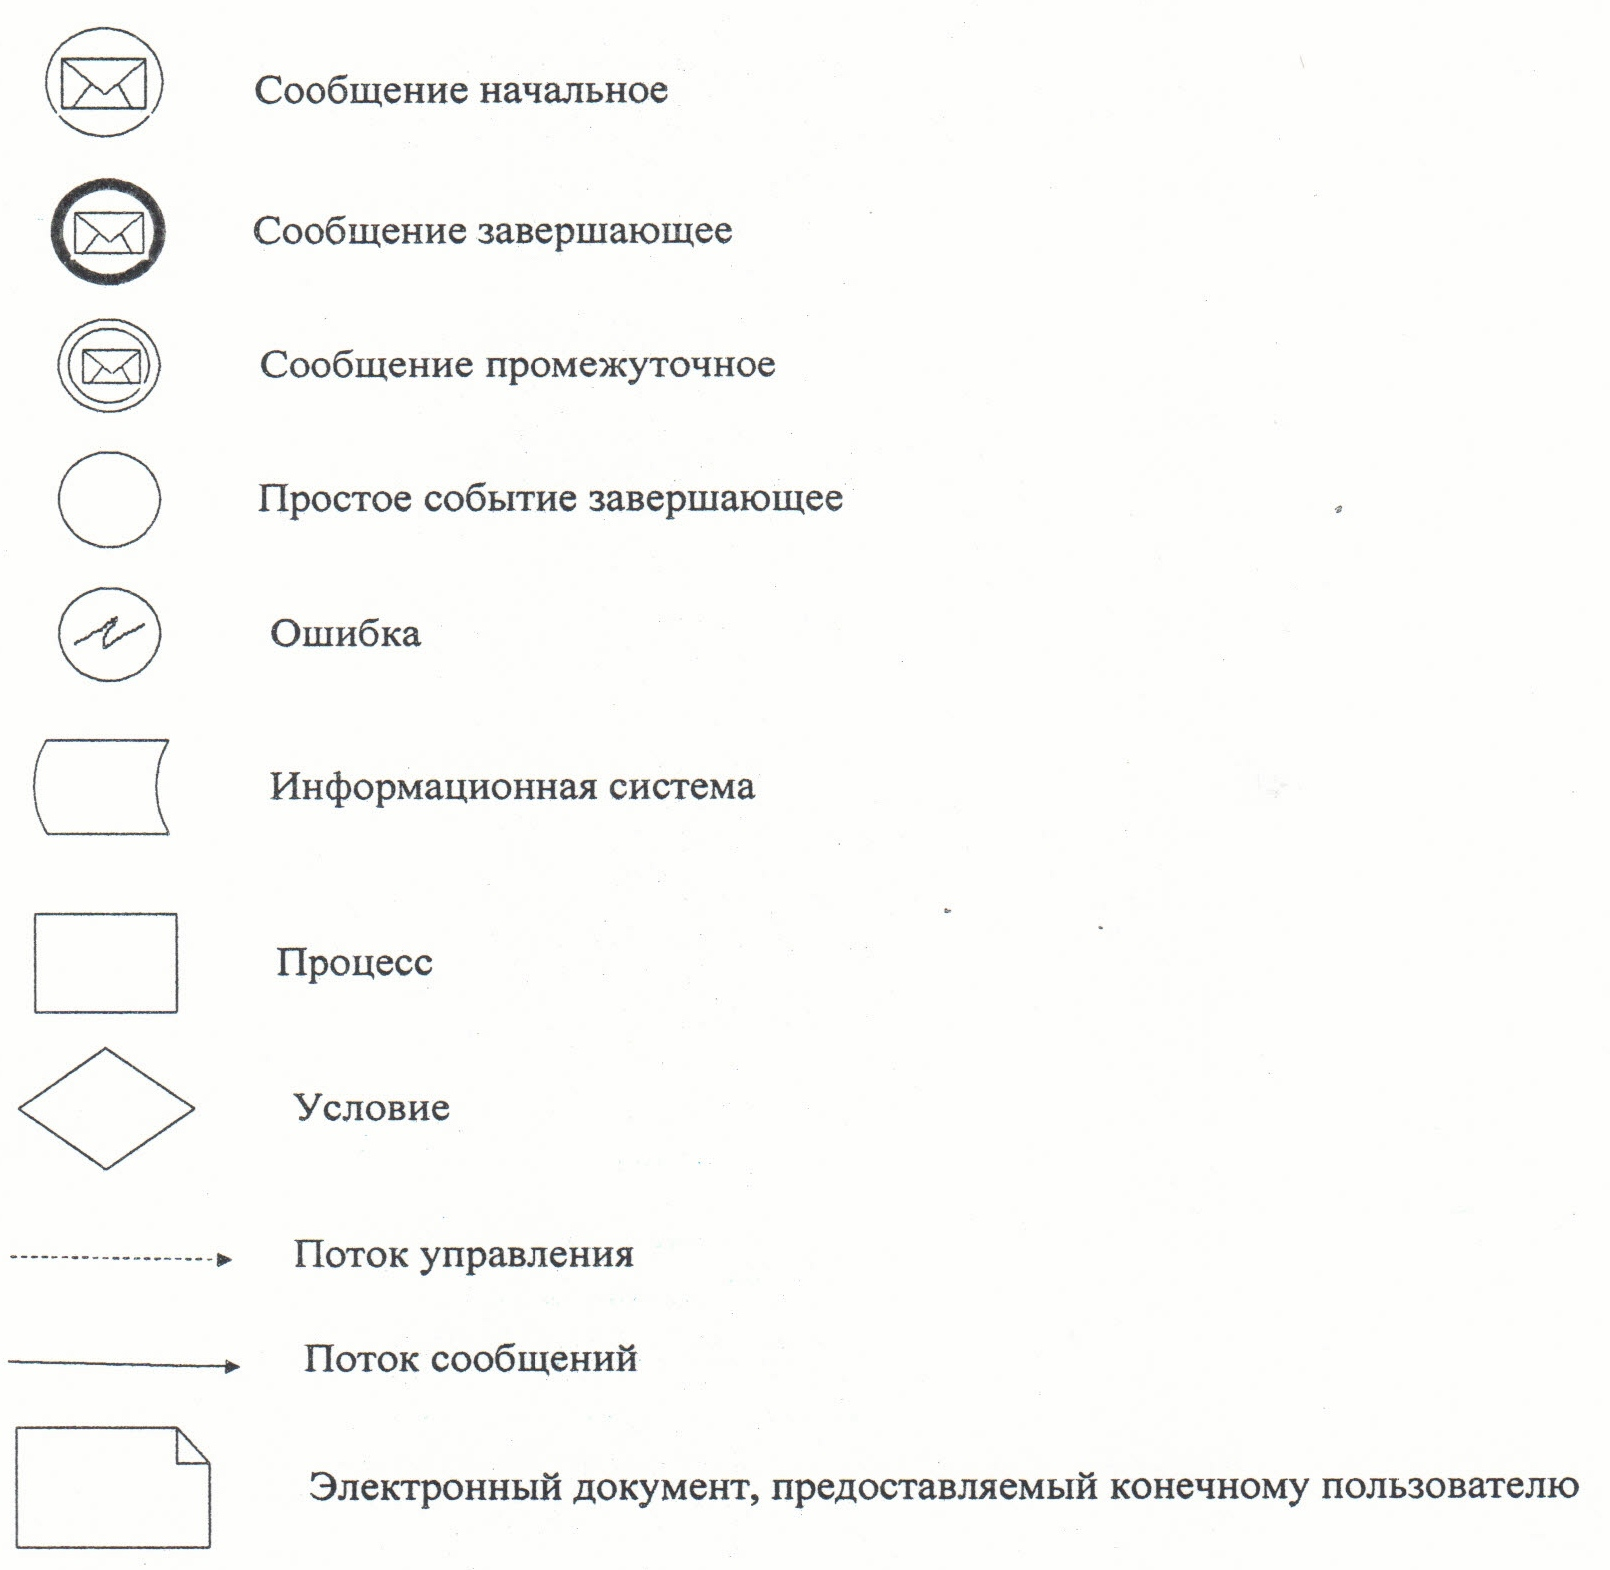 Сообщение начальное
Сообщение завершающее
Сообщение промежуточное
Простое событие завершающее
Ошибка
Информационная система
Процесс
Условие
Поток управления
Поток сообщений
Электронный документ, предоставляемый конечному пользователю